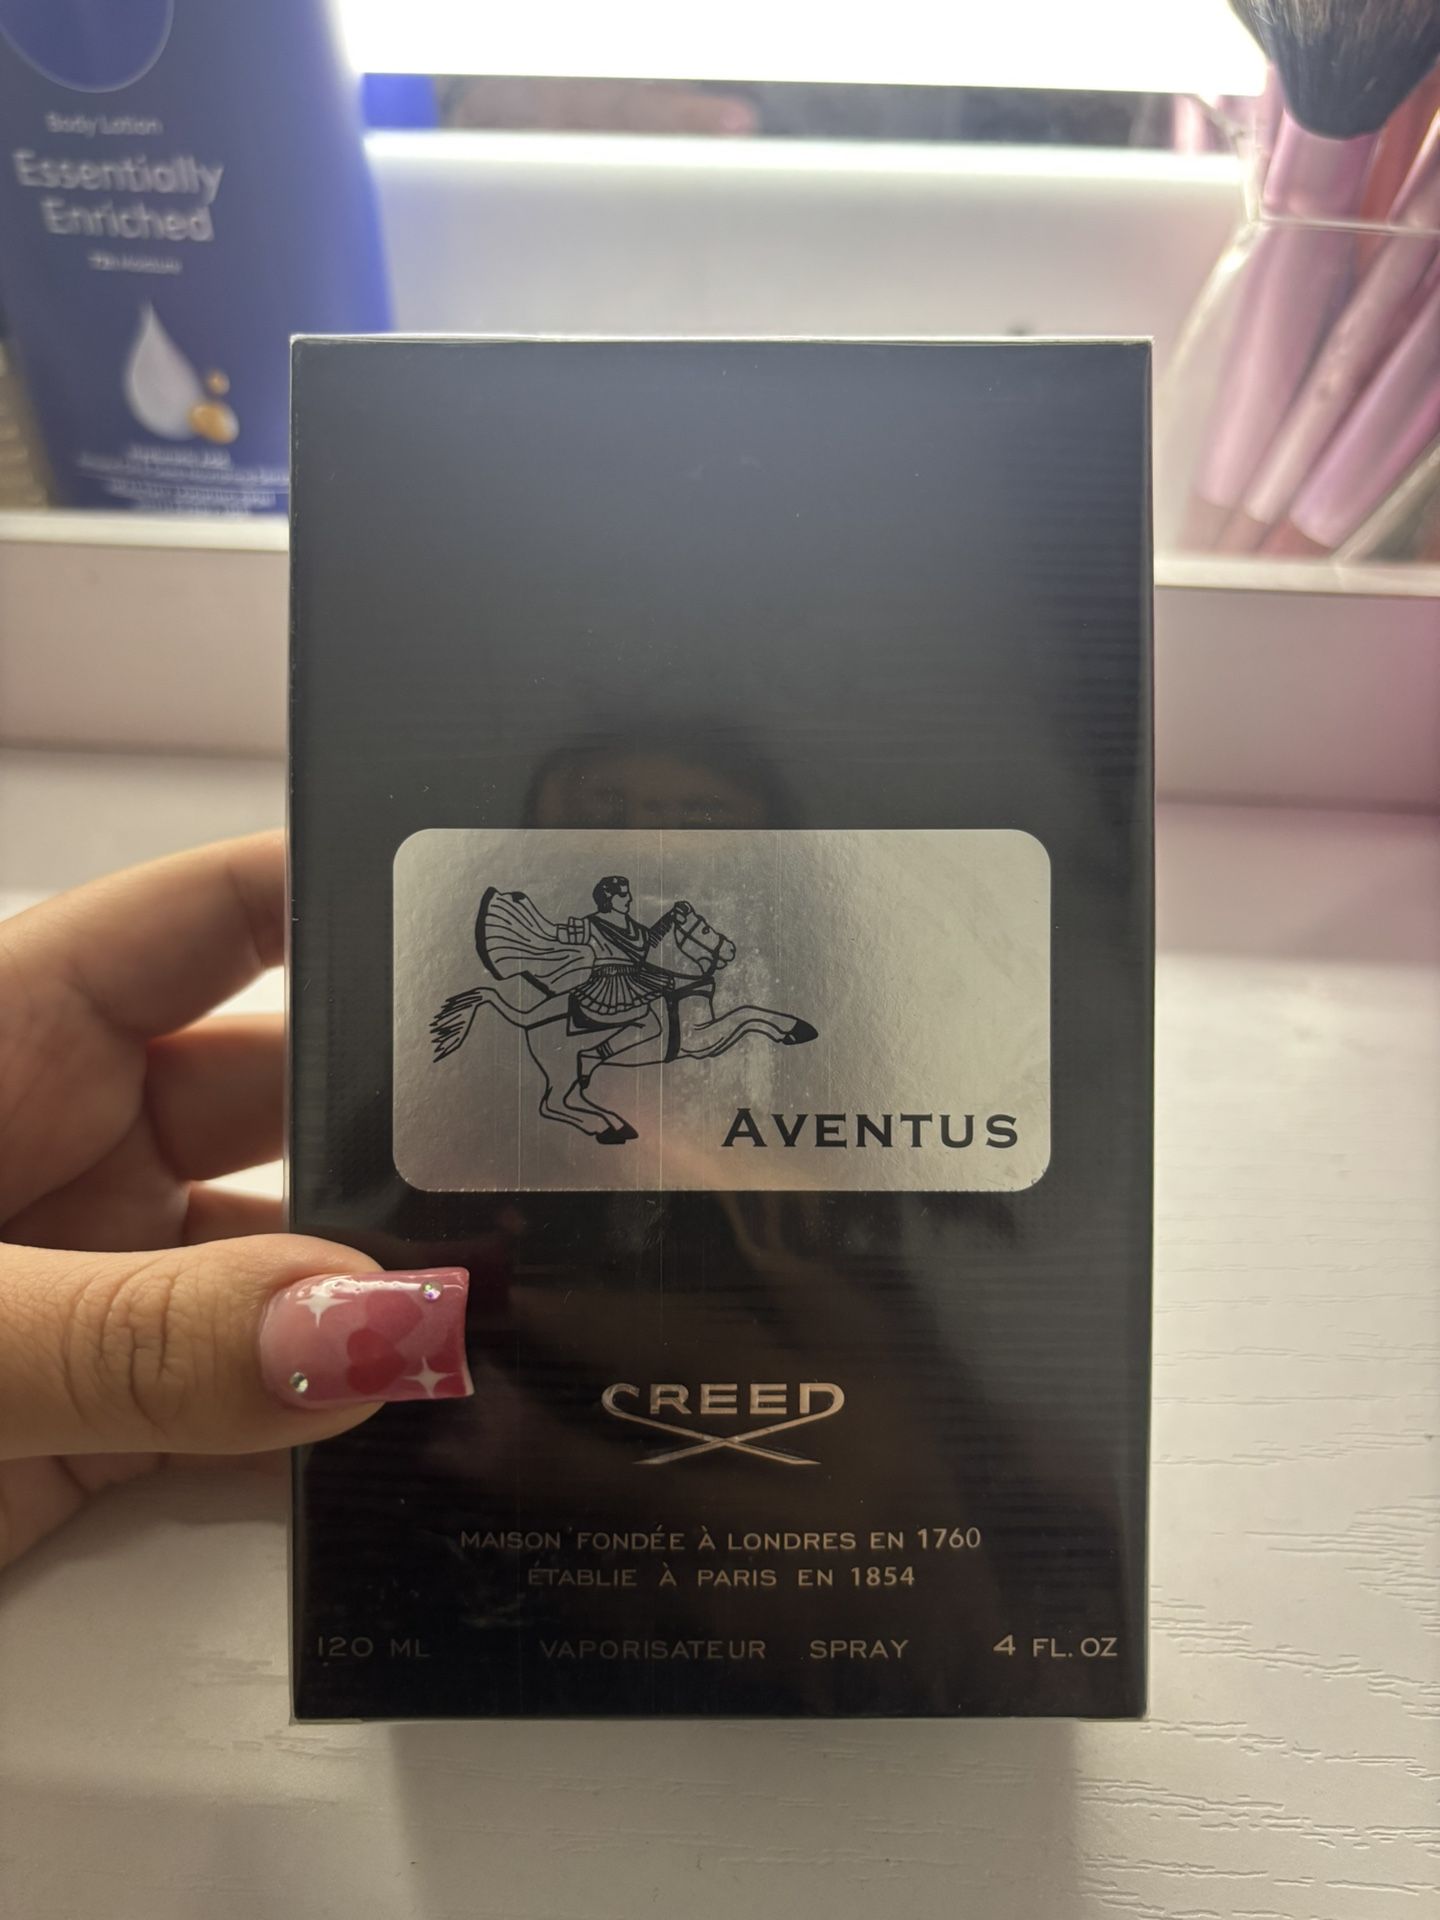 Body Lotion
Essentially
Enriched
AVENTUS
CREED
MAISON FONDÉE À LONDRES EN 1760
ÉTABLIE À PARIS EN 1854
120 ML VAPORISATEUR SPRAY 4 FL.OZ